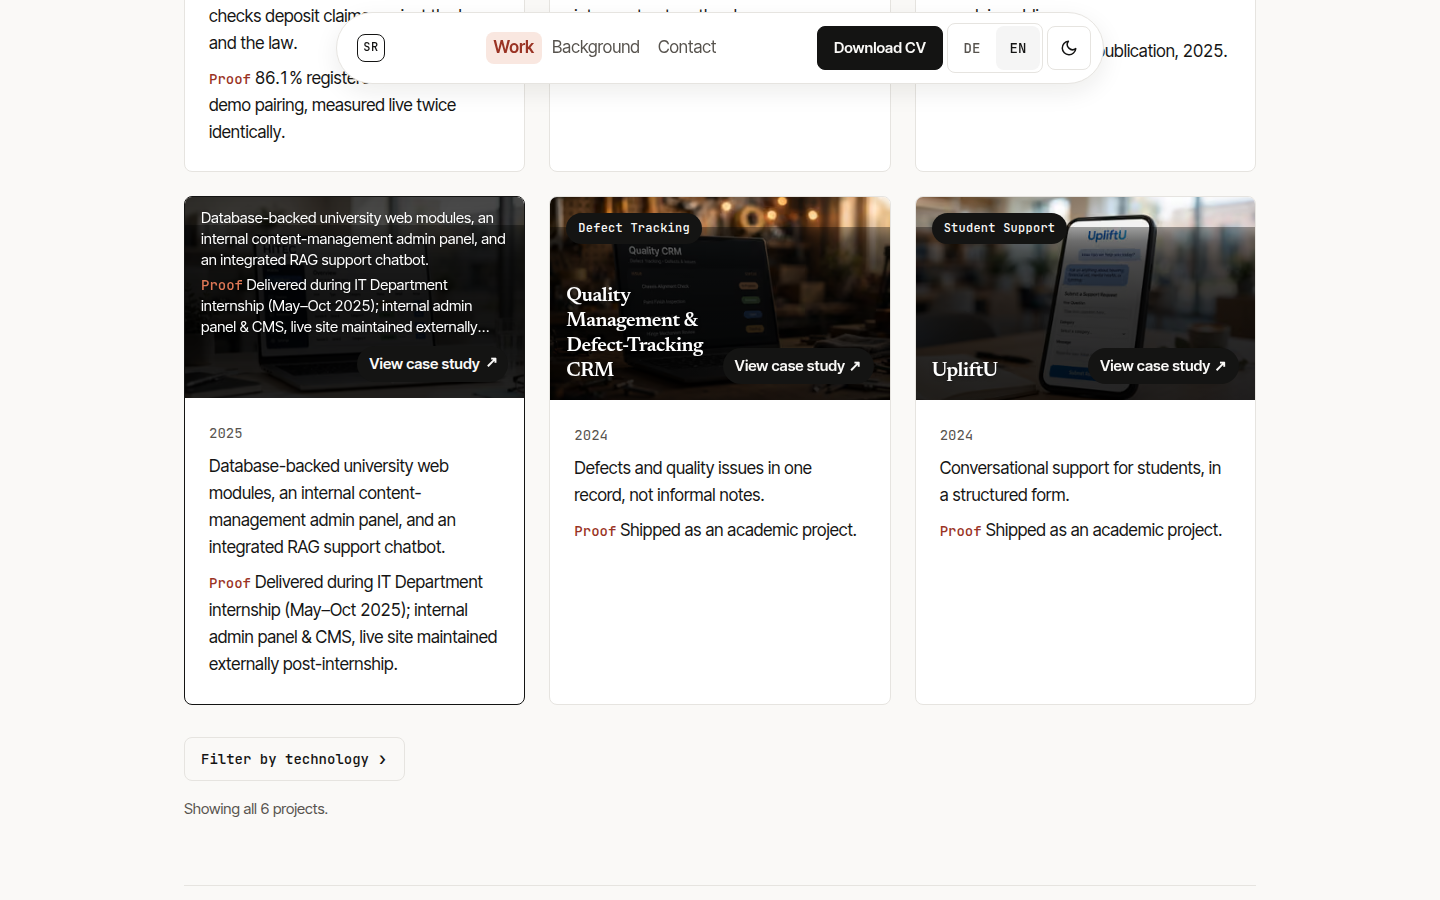 checks deposit claims against the law
and the law.
Proof 86.1% register
demo pairing, measured live twice
identically.
SR
Work
Background
Contact
Download CV
DE
EN
publication, 2025.
Database-backed university web modules, an
internal content-management admin panel, and
an integrated RAG support chatbot.
Proof Delivered during IT Department
internship (May–Oct 2025); internal admin
panel & CMS, live site maintained externally…
View case study ↗
2025
Database-backed university web
modules, an internal content-
management admin panel, and an
integrated RAG support chatbot.
Proof Delivered during IT Department
internship (May–Oct 2025); internal
admin panel & CMS, live site maintained
externally post-internship.
Defect Tracking
Quality CRM
Quality
Management &
Defect-Tracking
CRM
View case study ↗
2024
Defects and quality issues in one
record, not informal notes.
Proof Shipped as an academic project.
Student Support
UpliftU
UpliftU
View case study ↗
2024
Conversational support for students, in
a structured form.
Proof Shipped as an academic project.
Filter by technology ›
Showing all 6 projects.